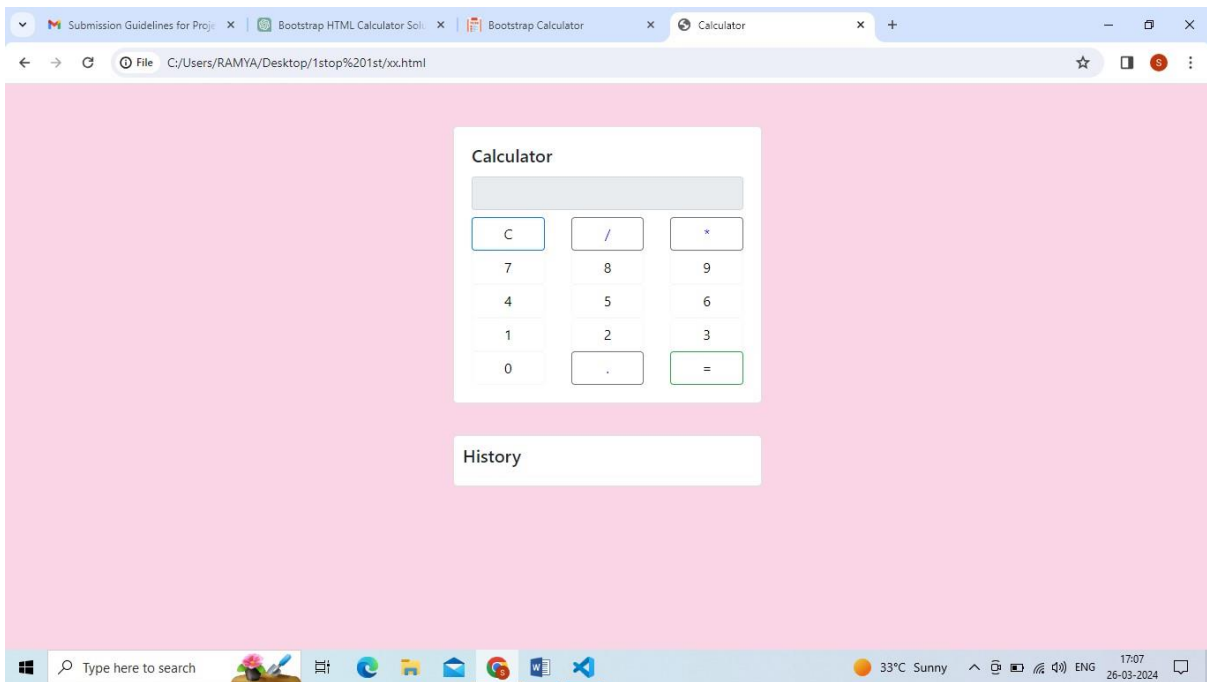 Submission Guidelines for Proje
Bootstrap HTML Calculator Solu
Bootstrap Calculator
Calculator
File C:/Users/RAMYA/Desktop/1stop%201st/xx.html
S
Calculator
C / *
7 8 9
4 5 6
1 2 3
0 . =
History
Type here to search
33°C Sunny
ENG
17:07
26-03-2024